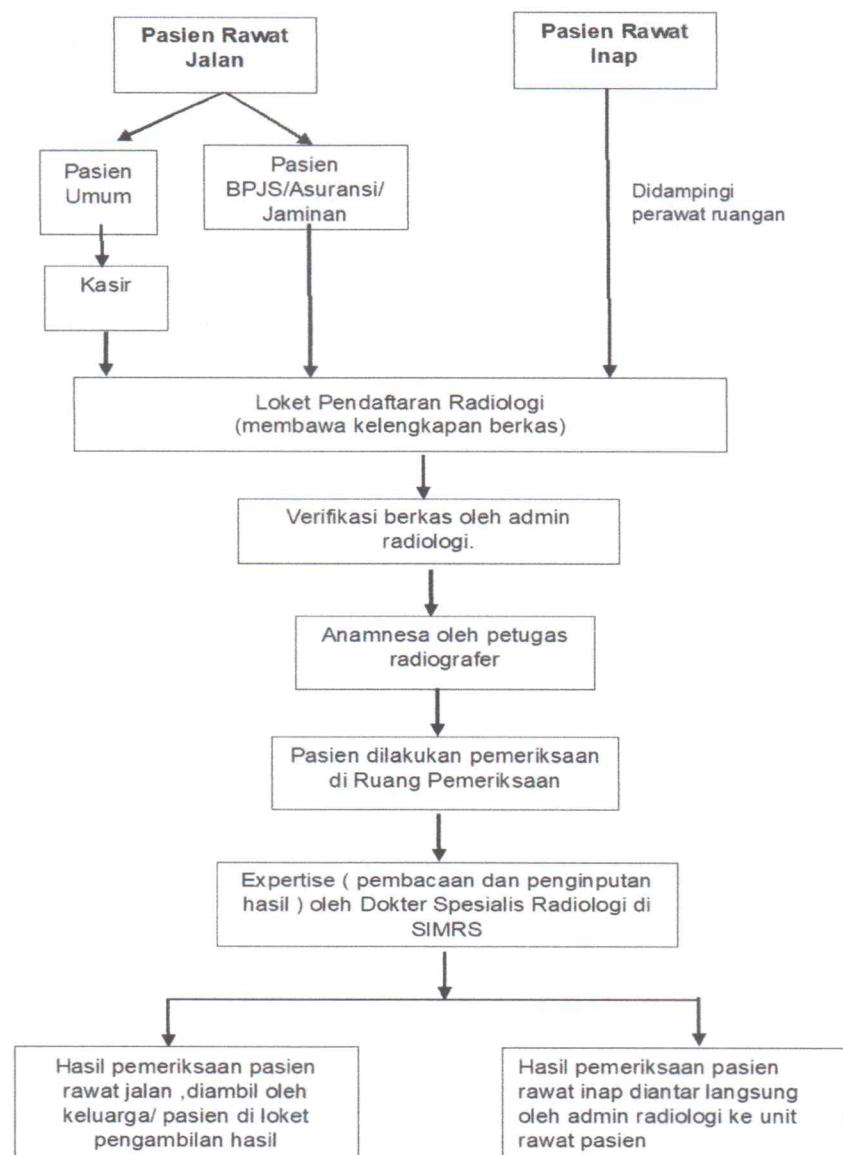 Pasien Rawat
Jalan
Pasien Rawat
Inap
Pasien
Umum
Pasien
BPJS/Asuransi/
Jaminan
Didampingi
perawat ruangan
Kasir
Loket Pendaftaran Radiologi
(membawa kelengkapan berkas)
Verifikasi berkas oleh admin
radiologi.
Anamnesa oleh petugas
radiografer
Pasien dilakukan pemeriksaan
di Ruang Pemeriksaan
Expertise ( pembacaan dan penginputan
hasil ) oleh Dokter Spesialis Radiologi di
SIMRS
Hasil pemeriksaan pasien
rawat jalan ,diambil oleh
keluarga/ pasien di loket
pengambilan hasil
Hasil pemeriksaan pasien
rawat inap diantar langsung
oleh admin radiologi ke unit
rawat pasien